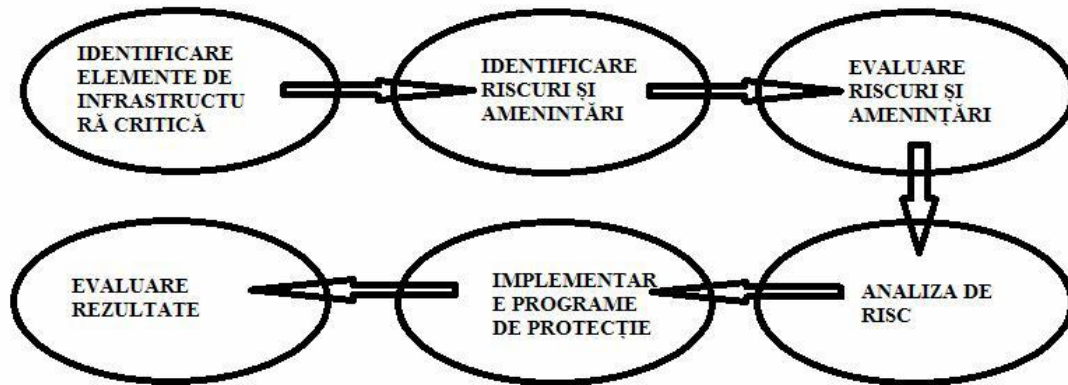 IDENTIFICARE
ELEMENTE DE
INFRASTRUCTU
RĂ CRITICĂ
IDENTIFICARE
RISCURI ȘI
AMENINTĂRI
EVALUARE
RISCURI ȘI
AMENINȚĂRI
ANALIZA DE
RISC
IMPLEMENTAR
E PROGRAME
DE PROTECȚIE
EVALUARE
REZULTATE